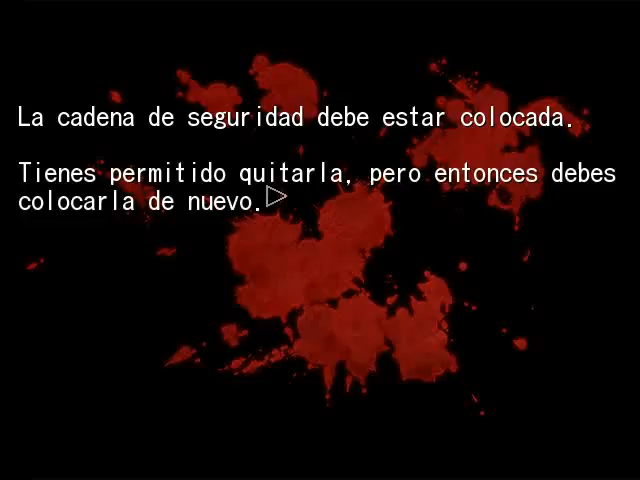 La cadena de seguridad debe estar colocada.
Tienes permitido quitarla, pero entonces debes
colocarla de nuevo.